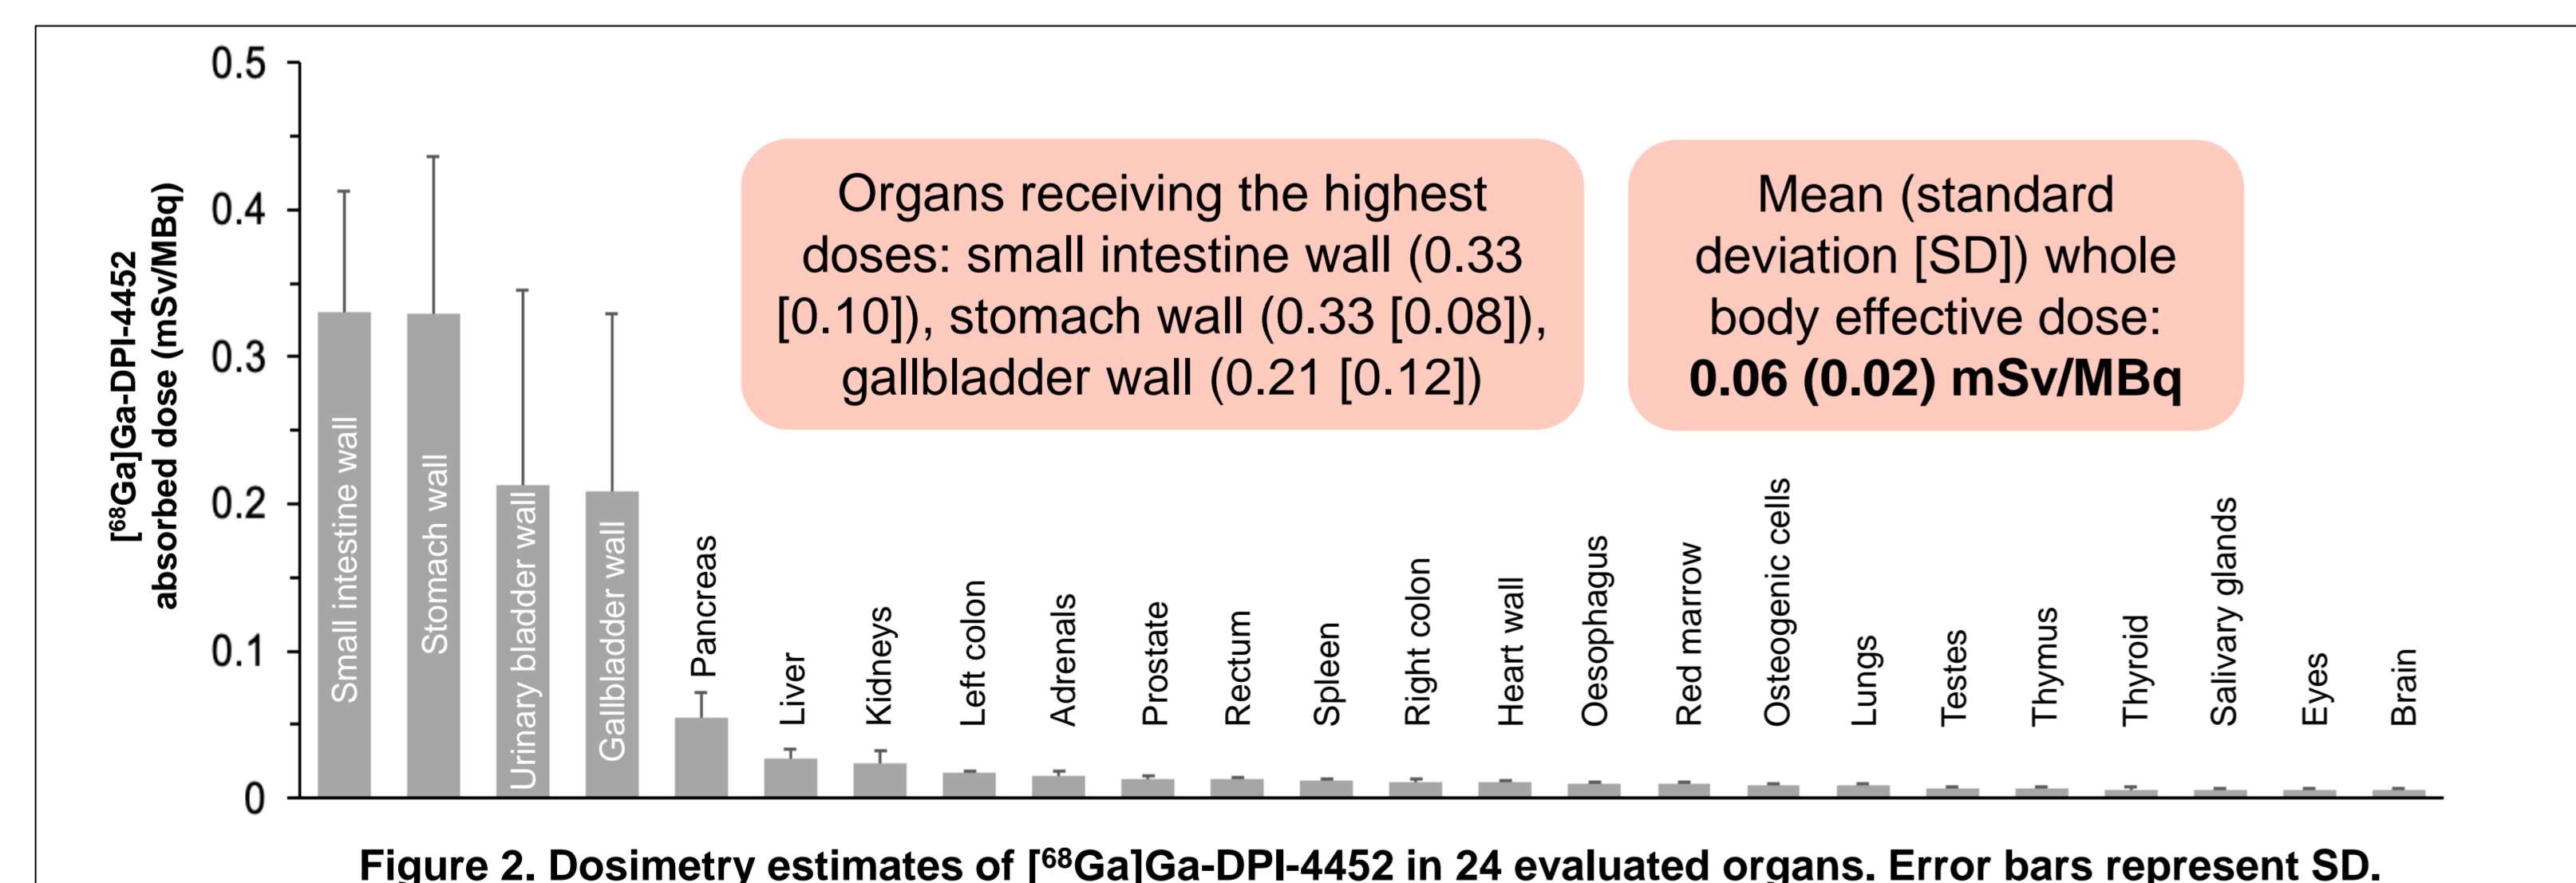 0.5
0.4
0.3
0.2
0.1
0
[⁶⁸Ga]Ga-DPI-4452
absorbed dose (mSv/MBq)
Organs receiving the highest
doses: small intestine wall (0.33
[0.10]), stomach wall (0.33 [0.08]),
gallbladder wall (0.21 [0.12])
Mean (standard
deviation [SD]) whole
body effective dose:
0.06 (0.02) mSv/MBq
Small intestine wall
Stomach wall
Urinary bladder wall
Gallbladder wall
Pancreas
Liver
Kidneys
Left colon
Adrenals
Prostate
Rectum
Spleen
Right colon
Heart wall
Oesophagus
Red marrow
Osteogenic cells
Lungs
Testes
Thymus
Thyroid
Salivary glands
Eyes
Brain
Figure 2. Dosimetry estimates of [⁶⁸Ga]Ga-DPI-4452 in 24 evaluated organs. Error bars represent SD.